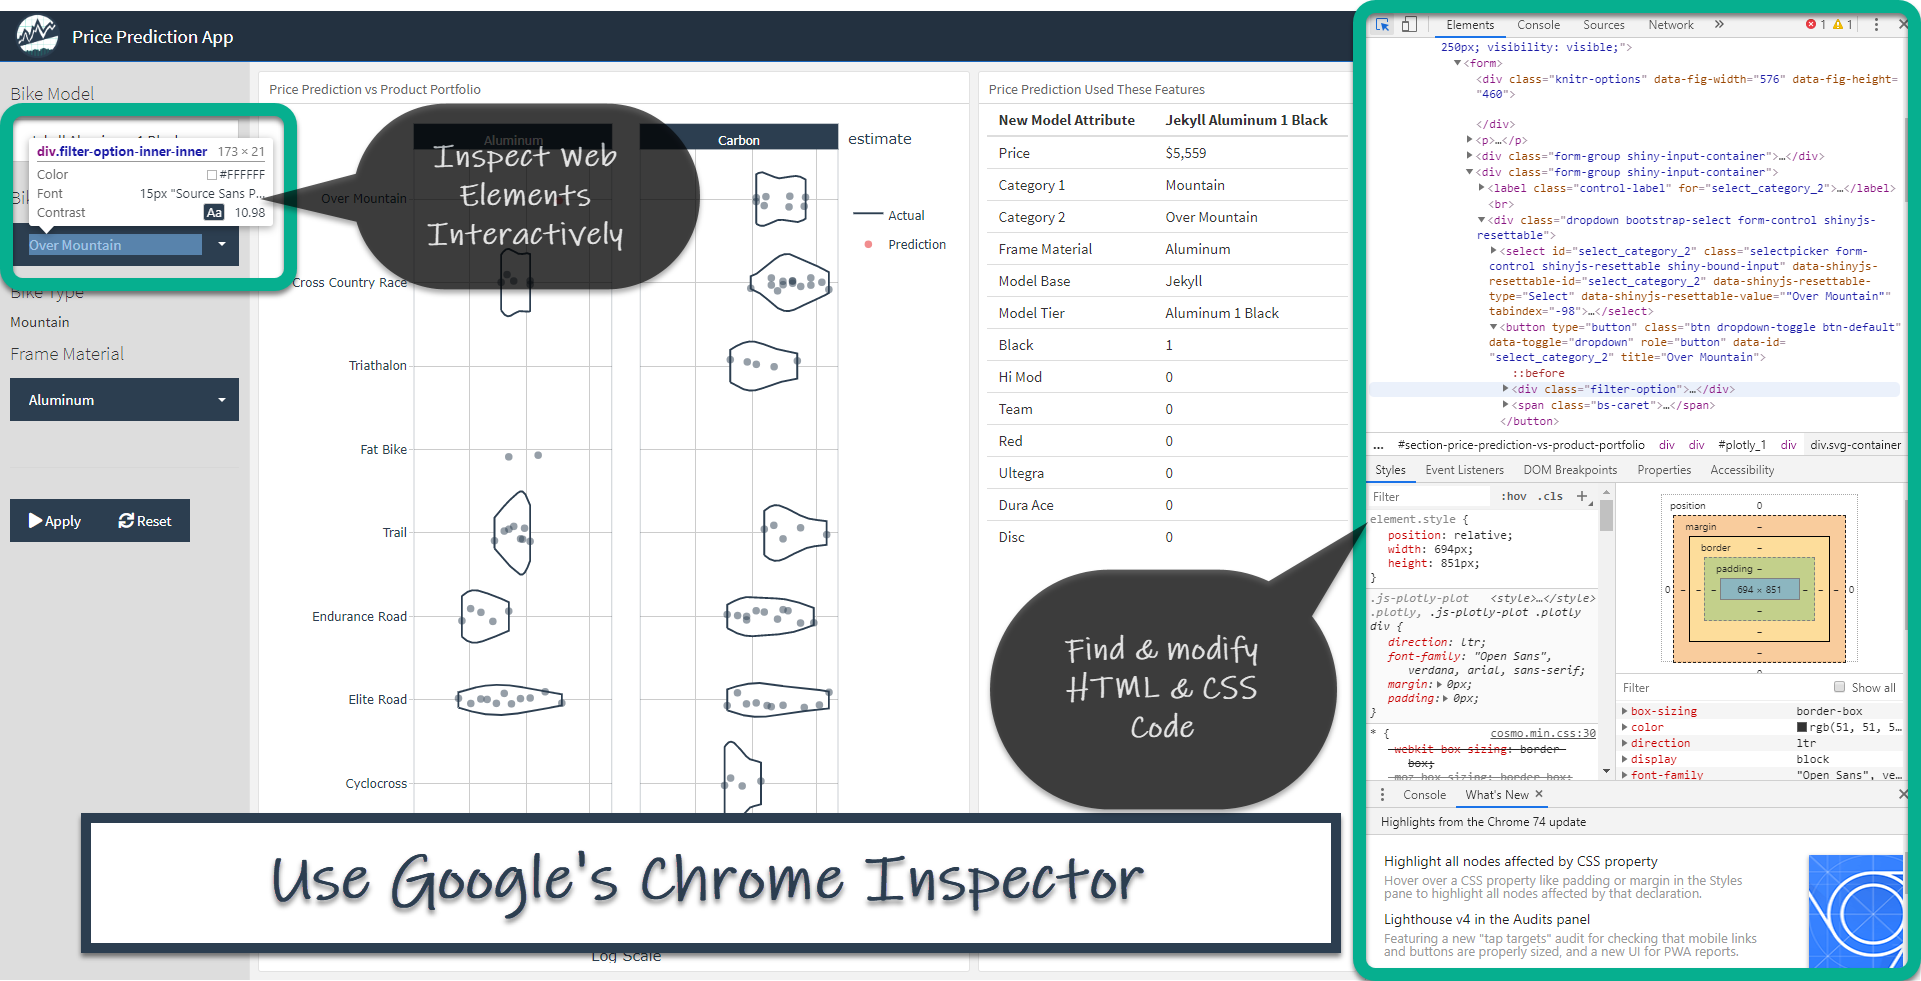 Price Prediction App
Bike Model
div.filter-option-inner-inner 173 × 21
Color #FFFFFF
Font 15px "Source Sans P...
Contrast Aa 10.98
Over Mountain
Bike Type
Mountain
Frame Material
Aluminum
Apply Reset
Price Prediction vs Product Portfolio
Aluminum
Carbon
estimate
Actual
Prediction
Over Mountain
Cross Country Race
Triathalon
Fat Bike
Trail
Endurance Road
Elite Road
Cyclocross
Log Scale
Inspect Web
Elements
Interactively
Price Prediction Used These Features
New Model Attribute Jekyll Aluminum 1 Black
Price $5,559
Category 1 Mountain
Category 2 Over Mountain
Frame Material Aluminum
Model Base Jekyll
Model Tier Aluminum 1 Black
Black 1
Hi Mod 0
Team 0
Red 0
Ultegra 0
Dura Ace 0
Disc 0
Find & modify
HTML & CSS
Code
Use Google's Chrome Inspector
Elements Console Sources Network » 1 1
250px; visibility: visible;">
<form>
<div class="knitr-options" data-fig-width="576" data-fig-height=
"460">
</div>
<p>…</p>
<div class="form-group shiny-input-container">…</div>
<div class="form-group shiny-input-container">
<label class="control-label" for="select_category_2">…</label>
<br>
<div class="dropdown bootstrap-select form-control shinyjs-
resettable">
<select id="select_category_2" class="selectpicker form-
control shinyjs-resettable shiny-bound-input" data-shinyjs-
resettable-id="select_category_2" data-shinyjs-resettable-
type="Select" data-shinyjs-resettable-value=""Over Mountain""
tabindex="-98">…</select>
<button type="button" class="btn dropdown-toggle btn-default"
data-toggle="dropdown" role="button" data-id=
"select_category_2" title="Over Mountain">
::before
<div class="filter-option">…</div>
<span class="bs-caret">…</span>
</button>
... #section-price-prediction-vs-product-portfolio div div #plotly_1 div div.svg-container
Styles Event Listeners DOM Breakpoints Properties Accessibility
Filter :hov .cls +
element.style {
position: relative;
width: 694px;
height: 851px;
}
.js-plotly-plot <style>…</style>
.plotly, .js-plotly-plot .plotly
div {
direction: ltr;
font-family: "Open Sans",
verdana, arial, sans-serif;
margin: 0px;
padding: 0px;
}
* { cosmo.min.css:30
-webkit-box-sizing: border-
box;
-moz-box-sizing: border-box;
position 0
margin –
border –
padding –
0 – – – 694 × 851 – – – 0
–
–
–
Filter Show all
box-sizing border-box
color rgb(51, 51, 5…
direction ltr
display block
font-family "Open Sans", ve…
Console What's New ×
Highlights from the Chrome 74 update
Highlight all nodes affected by CSS property
Hover over a CSS property like padding or margin in the Styles
pane to highlight all nodes affected by that declaration.
Lighthouse v4 in the Audits panel
Featuring a new "tap targets" audit for checking that mobile links
and buttons are properly sized, and a new UI for PWA reports.